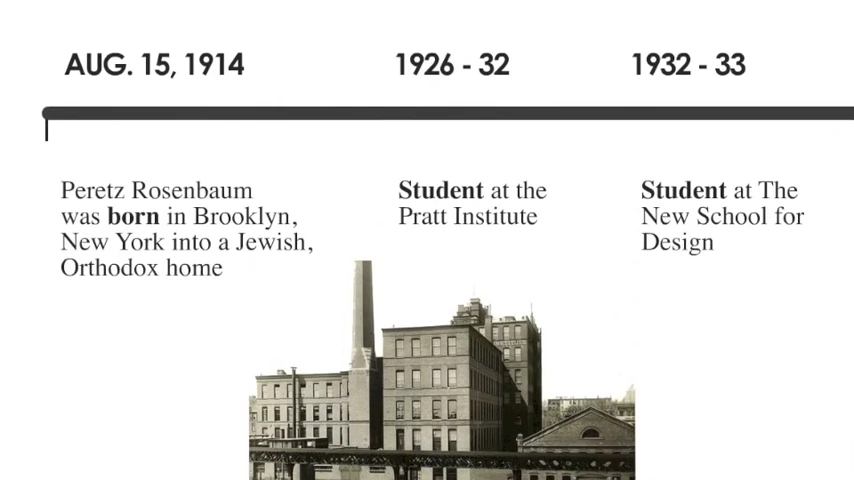 AUG. 15, 1914
1926 - 32
1932 - 33
Peretz Rosenbaum
was born in Brooklyn,
New York into a Jewish,
Orthodox home
Student at the
Pratt Institute
Student at The
New School for
Design